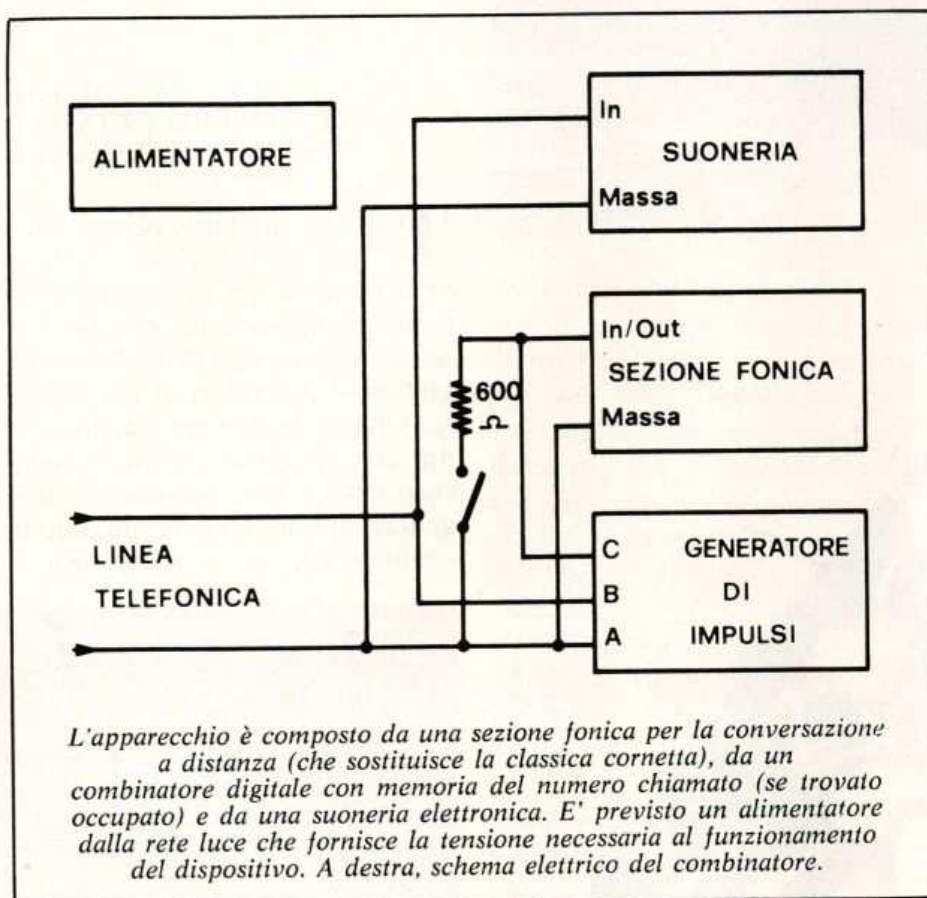 ALIMENTATORE
In
SUONERIA
Massa
In/Out
SEZIONE FONICA
Massa
600
Ω
LINEA
TELEFONICA
C GENERATORE
B DI
A IMPULSI
L'apparecchio è composto da una sezione fonica per la conversazione
a distanza (che sostituisce la classica cornetta), da un
combinatore digitale con memoria del numero chiamato (se trovato
occupato) e da una suoneria elettronica. E' previsto un alimentatore
dalla rete luce che fornisce la tensione necessaria al funzionamento
del dispositivo. A destra, schema elettrico del combinatore.